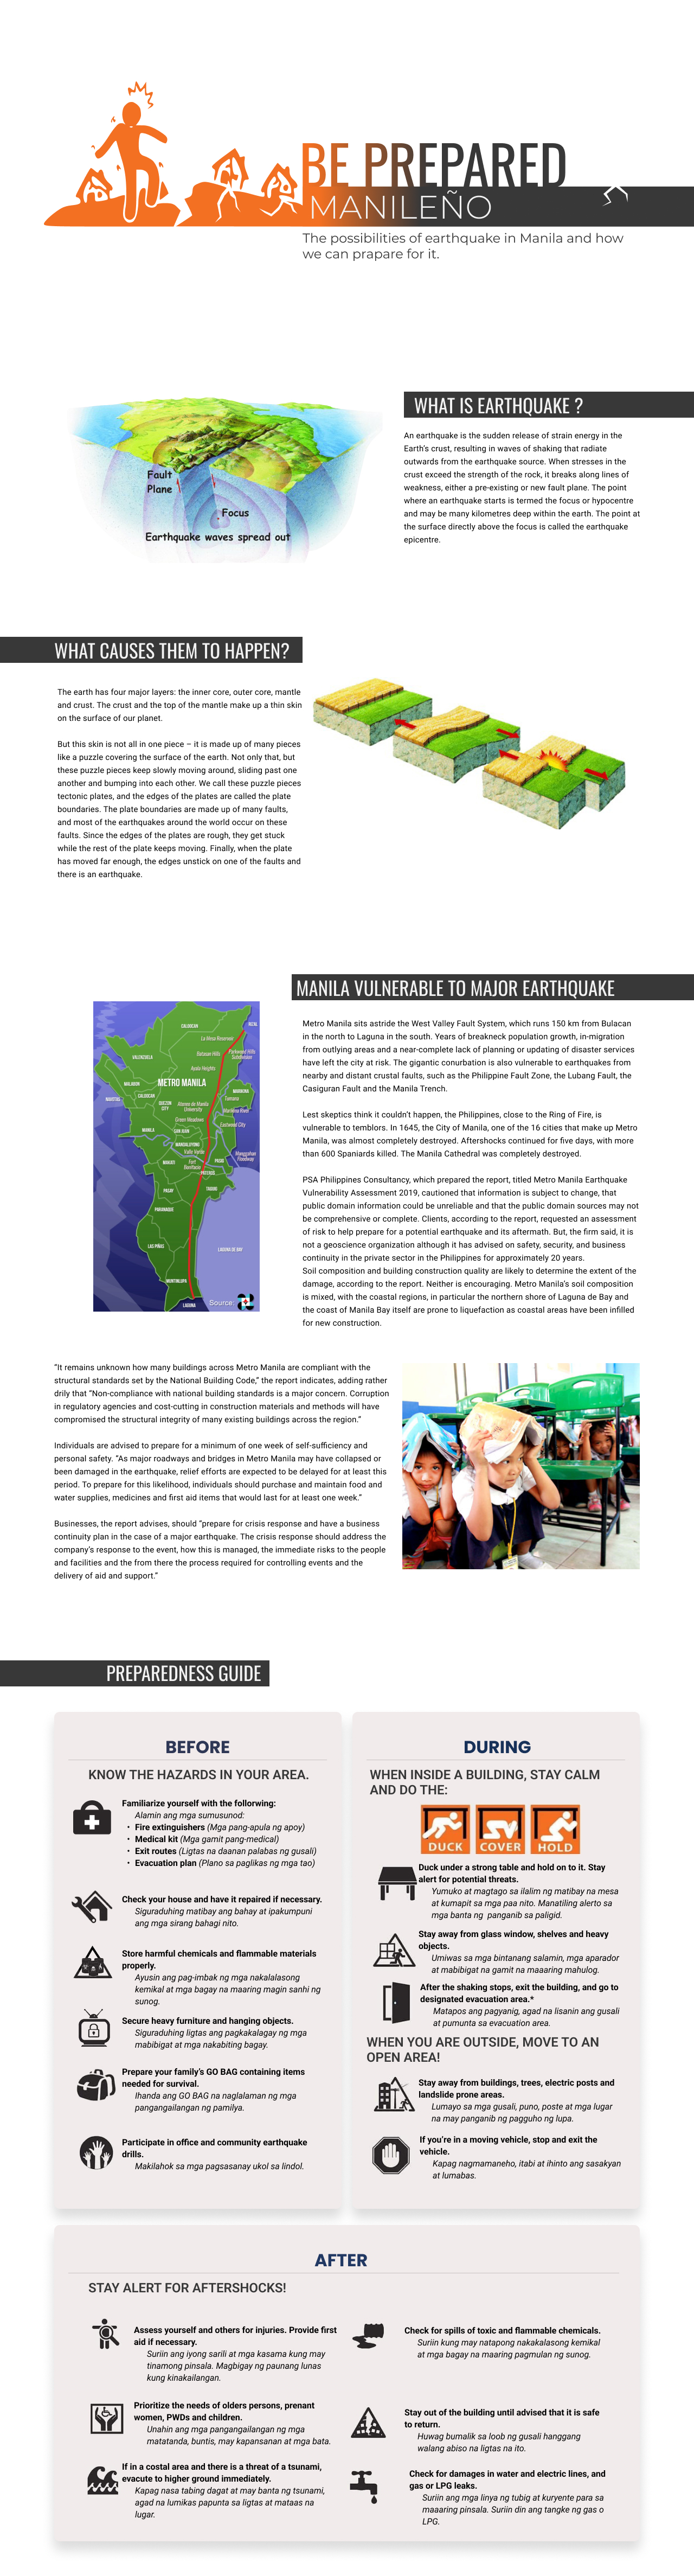 BE PREPARED
MANILEÑO
The possibilities of earthquake in Manila and how
we can prapare for it.
WHAT IS EARTHQUAKE ?
An earthquake is the sudden release of strain energy in the
Earth's crust, resulting in waves of shaking that radiate
outwards from the earthquake source. When stresses in the
crust exceed the strength of the rock, it breaks along lines of
weakness, either a pre-existing or new fault plane. The point
where an earthquake starts is termed the focus or hypocentre
and may be many kilometres deep within the earth. The point at
the surface directly above the focus is called the earthquake
epicentre.
Fault
Plane
Focus
Earthquake waves spread out
WHAT CAUSES THEM TO HAPPEN?
The earth has four major layers: the inner core, outer core, mantle
and crust. The crust and the top of the mantle make up a thin skin
on the surface of our planet.
But this skin is not all in one piece – it is made up of many pieces
like a puzzle covering the surface of the earth. Not only that, but
these puzzle pieces keep slowly moving around, sliding past one
another and bumping into each other. We call these puzzle pieces
tectonic plates, and the edges of the plates are called the plate
boundaries. The plate boundaries are made up of many faults,
and most of the earthquakes around the world occur on these
faults. Since the edges of the plates are rough, they get stuck
while the rest of the plate keeps moving. Finally, when the plate
has moved far enough, the edges unstick on one of the faults and
there is an earthquake.
MANILA VULNERABLE TO MAJOR EARTHQUAKE
CALOOCAN
RIZAL
La Mesa Reservoir
VALENZUELA
Batasan Hills
Ayala Heights
MALABON
METRO MANILA
NAVOTAS
CALOOCAN
QUEZON
CITY
Ateneo de Manila
University
MARIKINA
Green Meadows
Eastwood City
MANILA
SAN JUAN
MANDALUYONG
Valle Verde
Manggahan
Floodway
MAKATI
Fort
Bonifacio
PASIG
PATEROS
PASAY
TAGUIG
PARAÑAQUE
LAS PIÑAS
LAGUNA DE BAY
MUNTINLUPA
LAGUNA
Source:
Metro Manila sits astride the West Valley Fault System, which runs 150 km from Bulacan
in the north to Laguna in the south. Years of breakneck population growth, in-migration
from outlying areas and a near-complete lack of planning or updating of disaster services
have left the city at risk. The gigantic conurbation is also vulnerable to earthquakes from
nearby and distant crustal faults, such as the Philippine Fault Zone, the Lubang Fault, the
Casiguran Fault and the Manila Trench.
Lest skeptics think it couldn't happen, the Philippines, close to the Ring of Fire, is
vulnerable to temblors. In 1645, the City of Manila, one of the 16 cities that make up Metro
Manila, was almost completely destroyed. Aftershocks continued for five days, with more
than 600 Spaniards killed. The Manila Cathedral was completely destroyed.
PSA Philippines Consultancy, which prepared the report, titled Metro Manila Earthquake
Vulnerability Assessment 2019, cautioned that information is subject to change, that
public domain information could be unreliable and that the public domain sources may not
be comprehensive or complete. Clients, according to the report, requested an assessment
of risk to help prepare for a potential earthquake and its aftermath. But, the firm said, it is
not a geoscience organization although it has advised on safety, security, and business
continuity in the private sector in the Philippines for approximately 20 years.
Soil composition and building construction quality are likely to determine the extent of the
damage, according to the report. Neither is encouraging. Metro Manila's soil composition
is mixed, with the coastal regions, in particular the northern shore of Laguna de Bay and
the coast of Manila Bay itself are prone to liquefaction as coastal areas have been infilled
for new construction.
"It remains unknown how many buildings across Metro Manila are compliant with the
structural standards set by the National Building Code," the report indicates, adding rather
drily that "Non-compliance with national building standards is a major concern. Corruption
in regulatory agencies and cost-cutting in construction materials and methods will have
compromised the structural integrity of many existing buildings across the region."
Individuals are advised to prepare for a minimum of one week of self-sufficiency and
personal safety. "As major roadways and bridges in Metro Manila may have collapsed or
been damaged in the earthquake, relief efforts are expected to be delayed for at least this
period. To prepare for this likelihood, individuals should purchase and maintain food and
water supplies, medicines and first aid items that would last for at least one week."
Businesses, the report advises, should "prepare for crisis response and have a business
continuity plan in the case of a major earthquake. The crisis response should address the
company's response to the event, how this is managed, the immediate risks to the people
and facilities and the from there the process required for controlling events and the
delivery of aid and support."
PREPAREDNESS GUIDE
BEFORE
KNOW THE HAZARDS IN YOUR AREA.
Familiarize yourself with the following:
Alamin ang mga sumusunod:
• Fire extinguishers (Mga pang-apula ng apoy)
• Medical kit (Mga gamit pang-medical)
• Exit routes (Ligtas na daanan palabas ng gusali)
• Evacuation plan (Plano sa paglikas ng mga tao)
Check your house and have it repaired if necessary.
Siguraduhing matibay ang bahay at ipakumpuni
ang mga sirang bahagi nito.
Store harmful chemicals and flammable materials
properly.
Ayusin ang pag-imbak ng mga nakalalasong
kemikal at mga bagay na maaring magin sanhi ng
sunog.
Secure heavy furniture and hanging objects.
Siguraduhing ligtas ang pagkakalagay ng mga
mabibigat at mga nakabiting bagay.
Prepare your family's GO BAG containing items
needed for survival.
Ihanda ang GO BAG na naglalaman ng mga
pangangailangan ng pamilya.
Participate in office and community earthquake
drills.
Makilahok sa mga pagsasanay ukol sa lindol.
DURING
WHEN INSIDE A BUILDING, STAY CALM
AND DO THE:
DUCK COVER HOLD
Duck under a strong table and hold on to it. Stay
alert for potential threats.
Yumuko at magtago sa ilalim ng matibay na mesa
at kumapit sa mga paa nito. Manatiling alerto sa
mga banta ng panganib sa paligid.
Stay away from glass window, shelves and heavy
objects.
Umiwas sa mga bintanang salamin, mga aparador
at mabibigat na gamit na maaaring mahulog.
After the shaking stops, exit the building, and go to
designated evacuation area.*
Matapos ang pagyanig, agad na lisanin ang gusali
at pumunta sa evacuation area.
WHEN YOU ARE OUTSIDE, MOVE TO AN
OPEN AREA!
Stay away from buildings, trees, electric posts and
landslide prone areas.
Lumayo sa mga gusali, puno, poste at mga lugar
na may panganib ng pagguho ng lupa.
If you're in a moving vehicle, stop and exit the
vehicle.
Kapag nagmamaneho, itabi at ihinto ang sasakyan
at lumabas.
AFTER
STAY ALERT FOR AFTERSHOCKS!
Assess yourself and others for injuries. Provide first
aid if necessary.
Suriin ang iyong sarili at mga kasama kung may
tinamong pinsala. Magbigay ng paunang lunas
kung kinakailangan.
Prioritize the needs of olders persons, prenant
women, PWDs and children.
Unahin ang mga pangangailangan ng mga
matatanda, buntis, may kapansanan at mga bata.
If in a costal area and there is a threat of a tsunami,
evacute to higher ground immediately.
Kapag nasa tabing dagat at may banta ng tsunami,
agad na lumikas papunta sa ligtas at mataas na
lugar.
Check for spills of toxic and flammable chemicals.
Suriin kung may natapong nakakalasong kemikal
at mga bagay na maaring pagmulan ng sunog.
Stay out of the building until advised that it is safe
to return.
Huwag bumalik sa loob ng gusali hanggang
walang abiso na ligtas na ito.
Check for damages in water and electric lines, and
gas or LPG leaks.
Suriin ang mga linya ng tubig at kuryente para sa
maaaring pinsala. Suriin din ang tangke ng gas o
LPG.